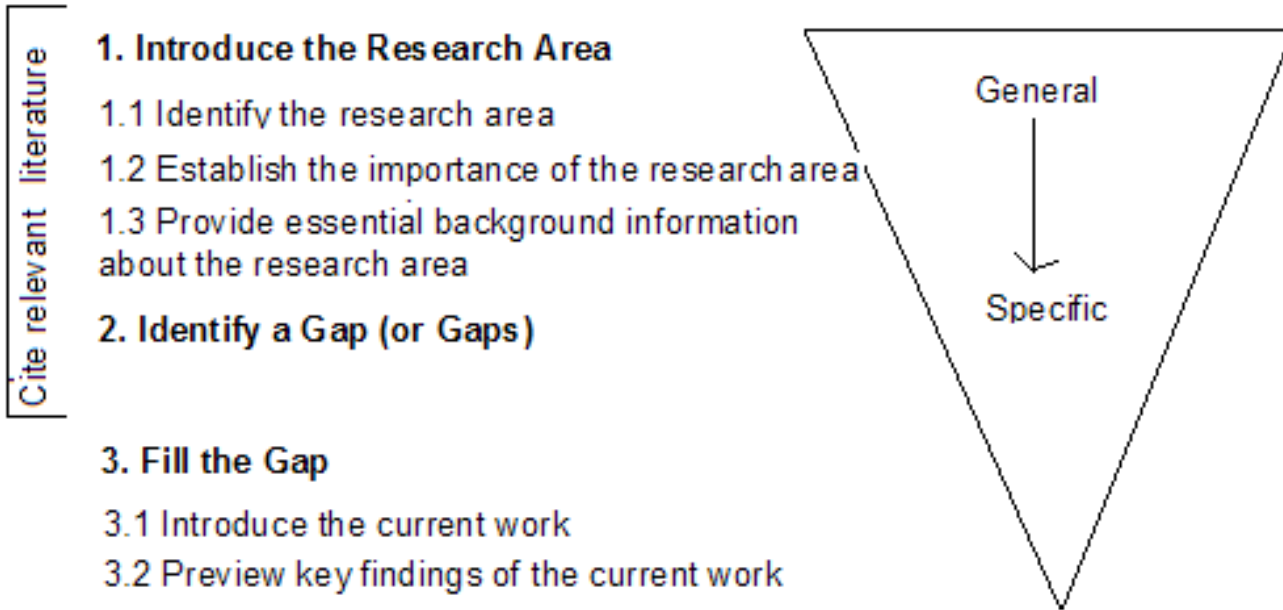 Cite relevant literature
1. Introduce the Research Area
1.1 Identify the research area
1.2 Establish the importance of the research area
1.3 Provide essential background information
about the research area
2. Identify a Gap (or Gaps)
3. Fill the Gap
3.1 Introduce the current work
3.2 Preview key findings of the current work
General
Specific